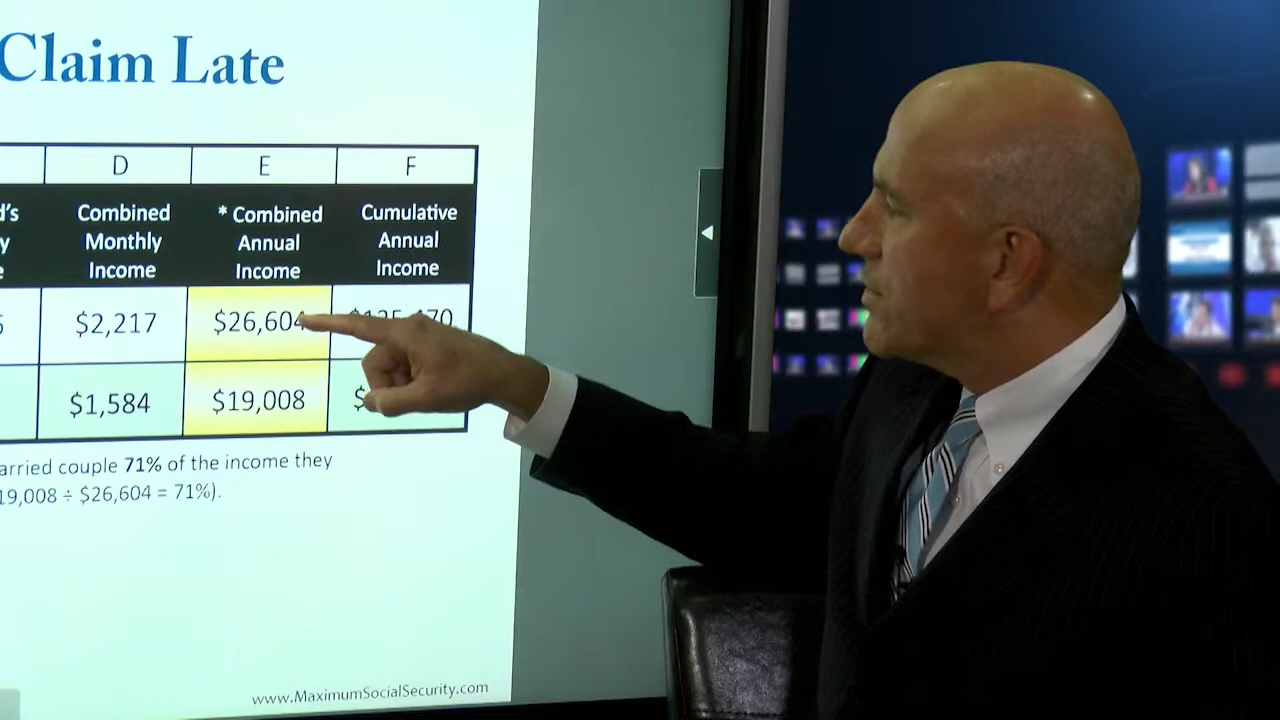 Claim Late
D E F
d's Combined * Combined Cumulative
y Monthly Annual Annual
e Income Income Income
$2,217 $26,604
$1,584 $19,008 $
arried couple 71% of the income they
19,008 ÷ $26,604 = 71%).
www.MaximumSocialSecurity.com